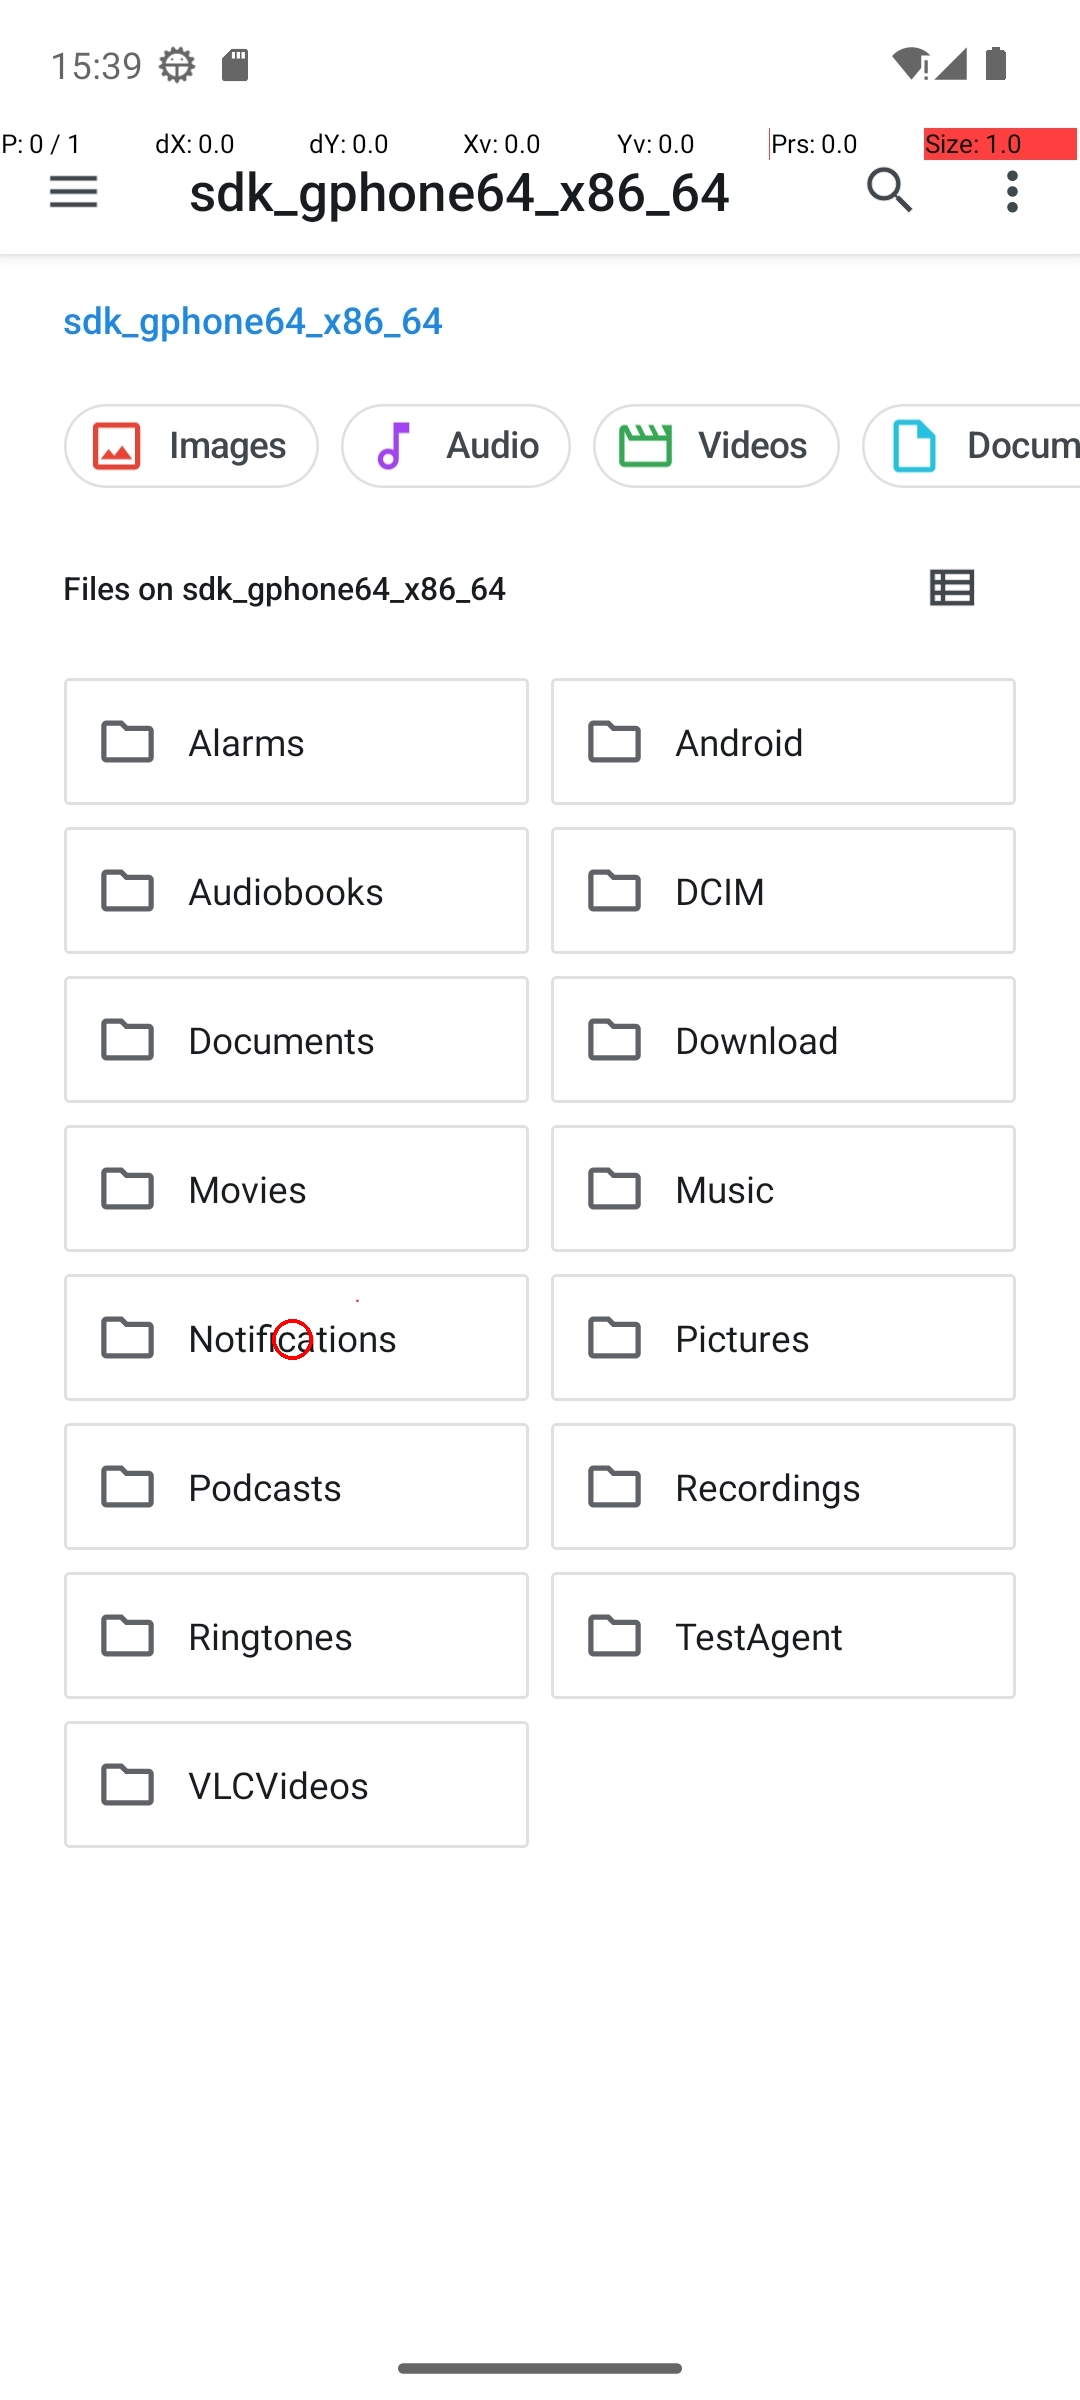 15:39
P: 0 / 1 dX: 0.0 dY: 0.0 Xv: 0.0 Yv: 0.0 Prs: 0.0 Size: 1.0
sdk_gphone64_x86_64
sdk_gphone64_x86_64
Images Audio Videos Docum
Files on sdk_gphone64_x86_64
Alarms Android
Audiobooks DCIM
Documents Download
Movies Music
Notifications Pictures
Podcasts Recordings
Ringtones TestAgent
VLCVideos